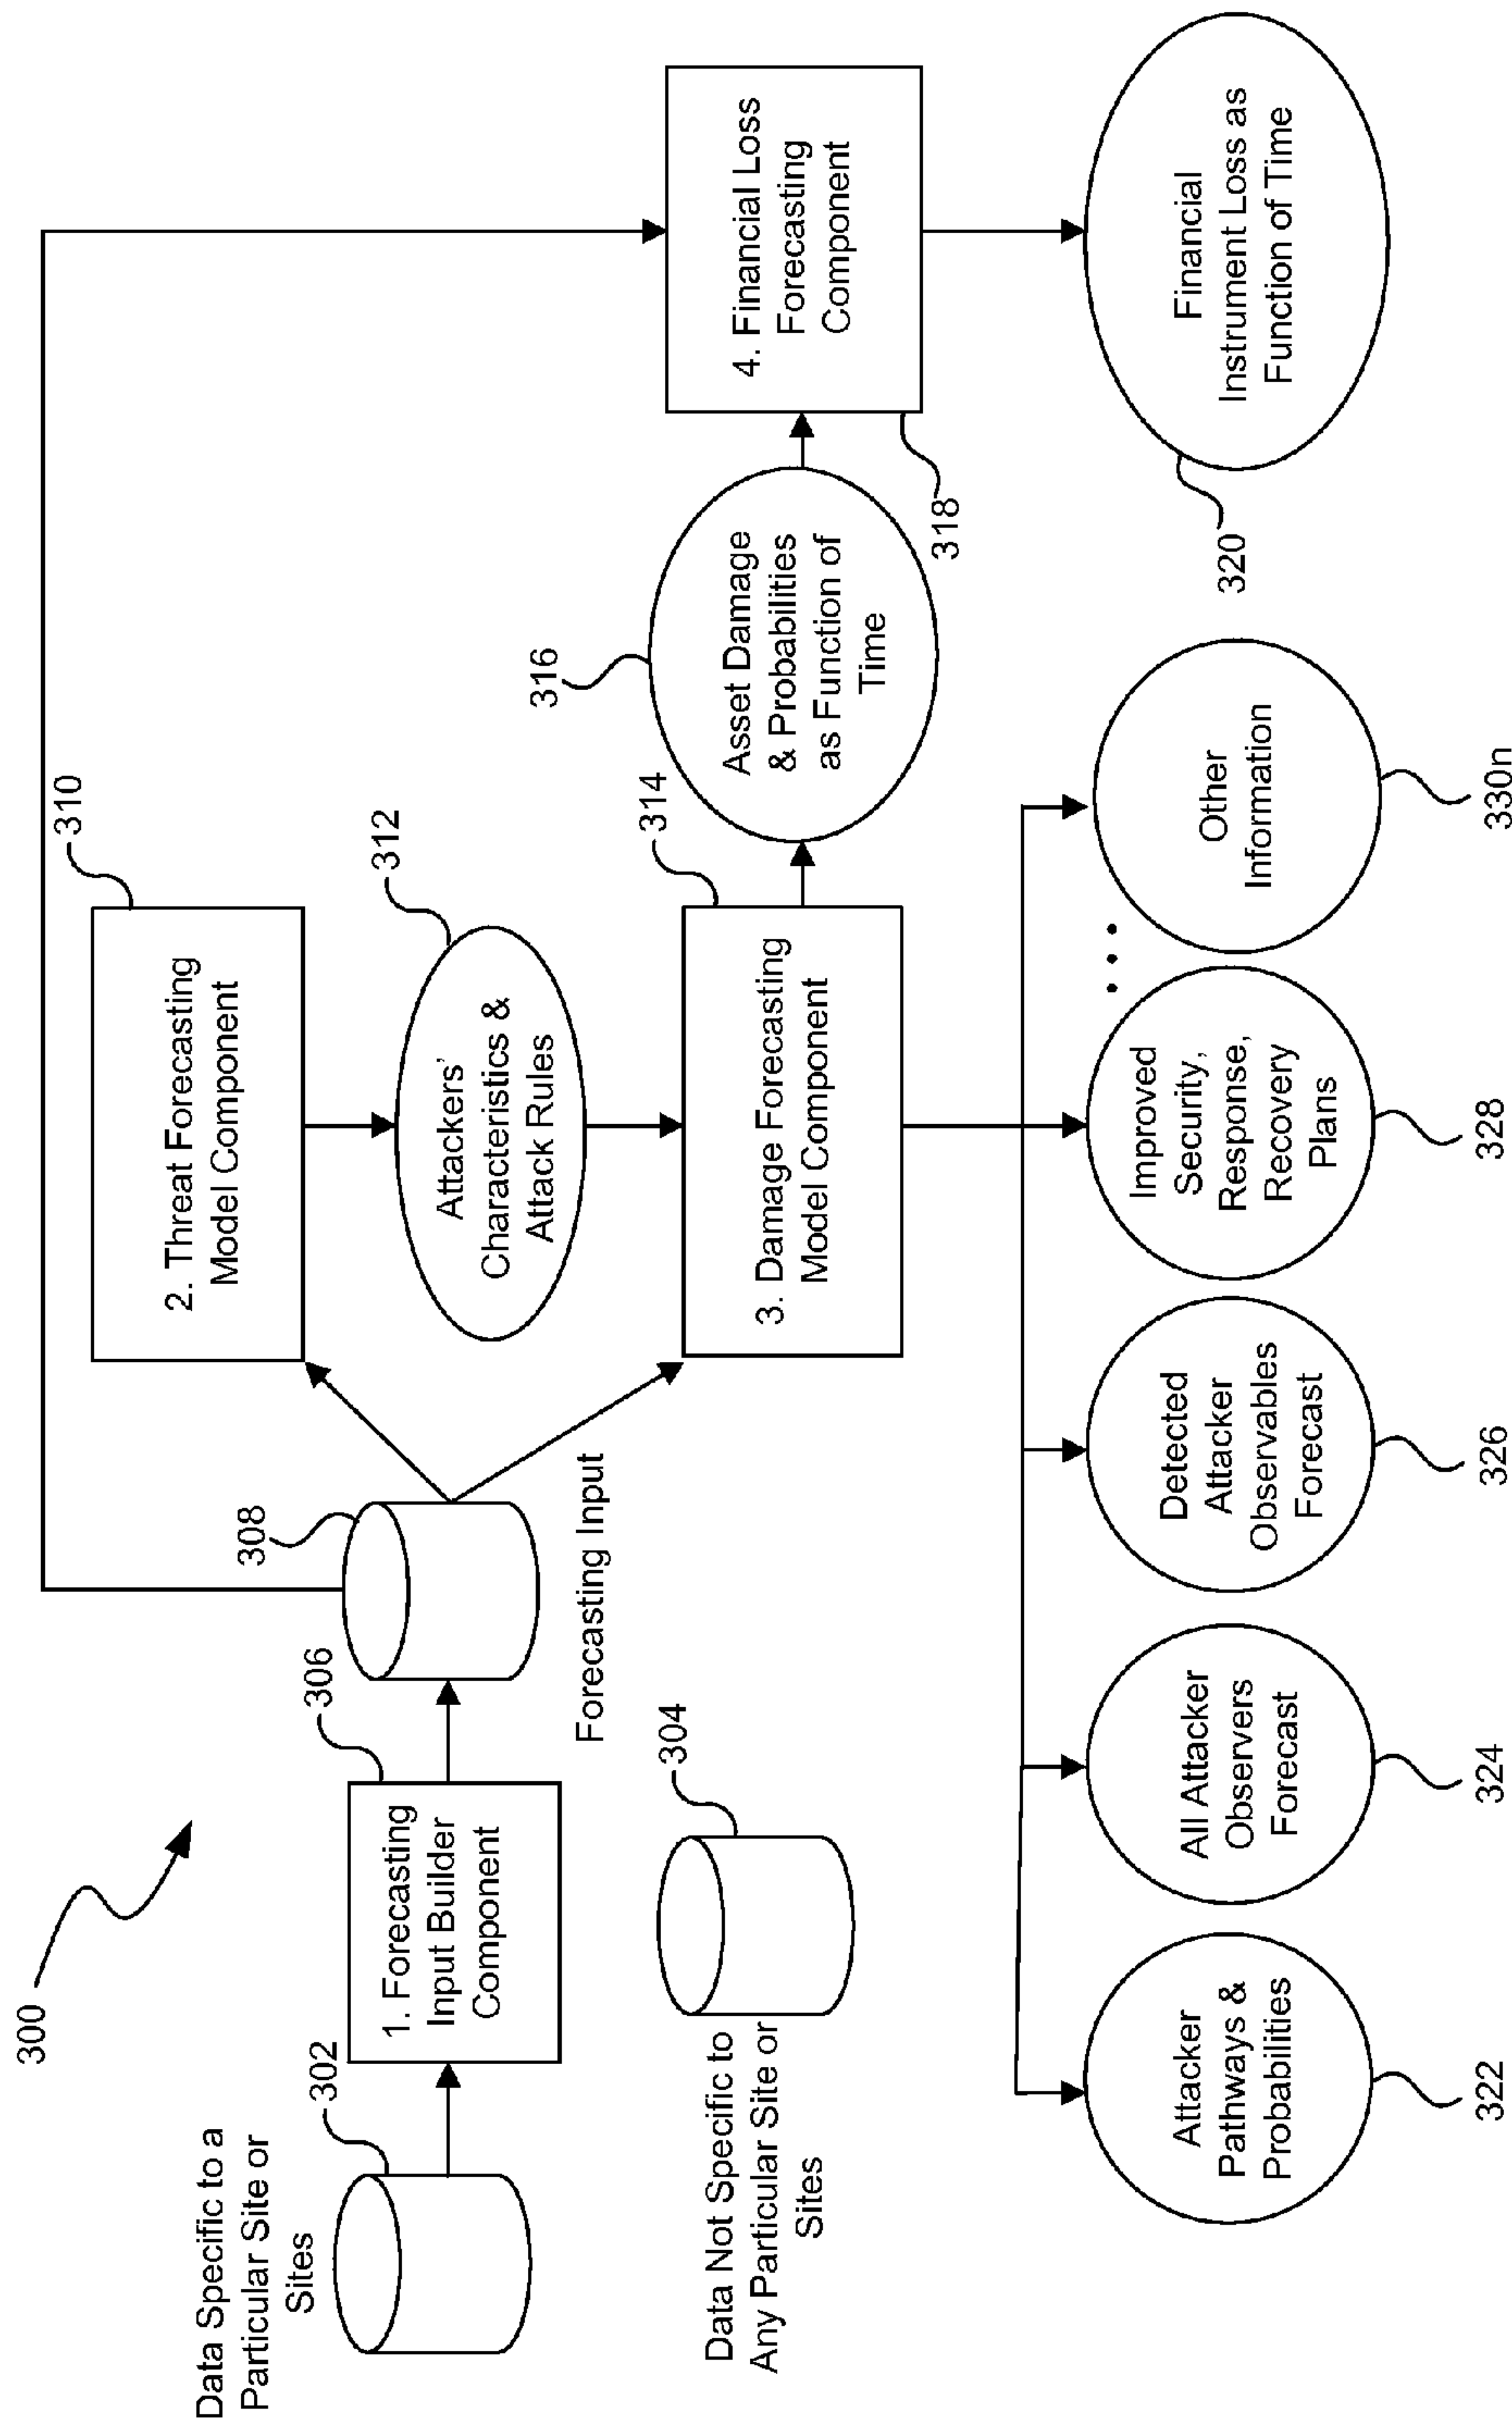 300
Data Specific to a
Particular Site or
Sites
302
1. Forecasting
Input Builder
Component
306
308
Forecasting Input
Data Not Specific to
Any Particular Site or
Sites
304
2. Threat Forecasting
Model Component
310
Attackers’
Characteristics &
Attack Rules
312
3. Damage Forecasting
Model Component
314
Asset Damage
& Probabilities
as Function of
Time
316
4. Financial Loss
Forecasting
Component
318
Financial
Instrument Loss as
Function of Time
320
Attacker
Pathways &
Probabilities
322
All Attacker
Observers
Forecast
324
Detected
Attacker
Observables
Forecast
326
Improved
Security,
Response,
Recovery
Plans
328
...
Other
Information
330n